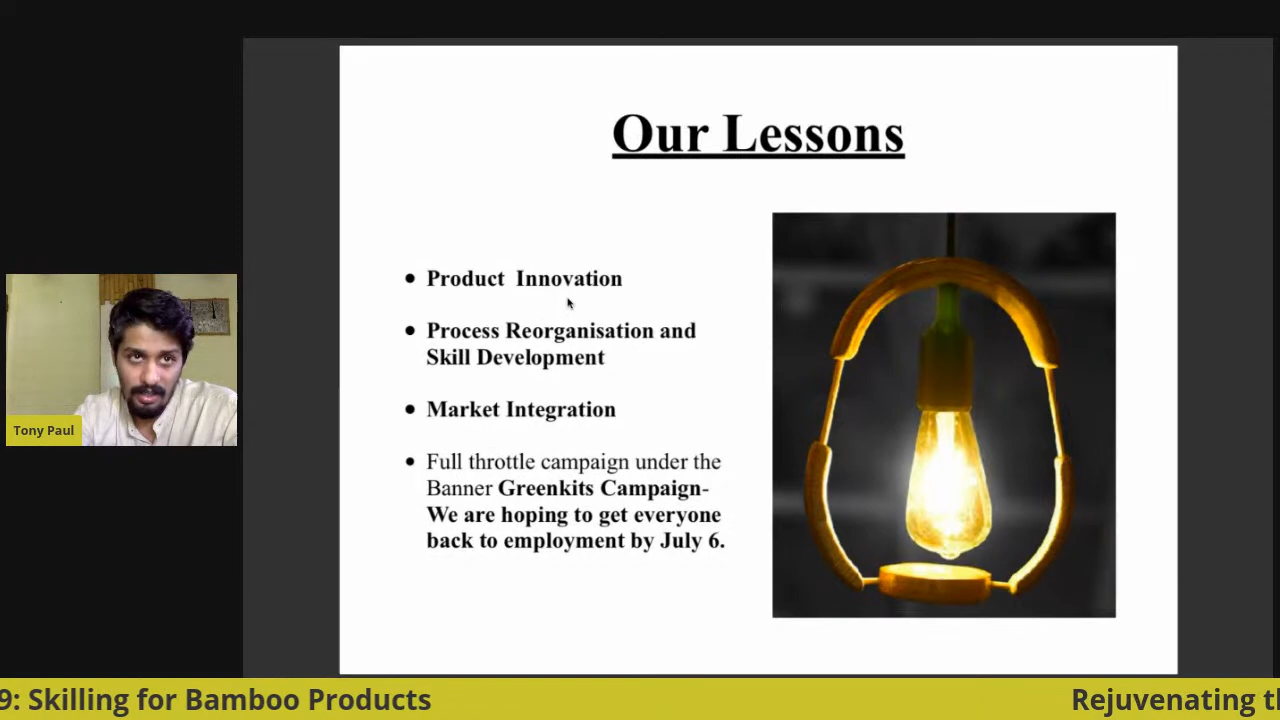 Our Lessons
• Product Innovation
• Process Reorganisation and
Skill Development
• Market Integration
• Full throttle campaign under the
Banner Greenkits Campaign-
We are hoping to get everyone
back to employment by July 6.
Tony Paul
9: Skilling for Bamboo Products
Rejuvenating